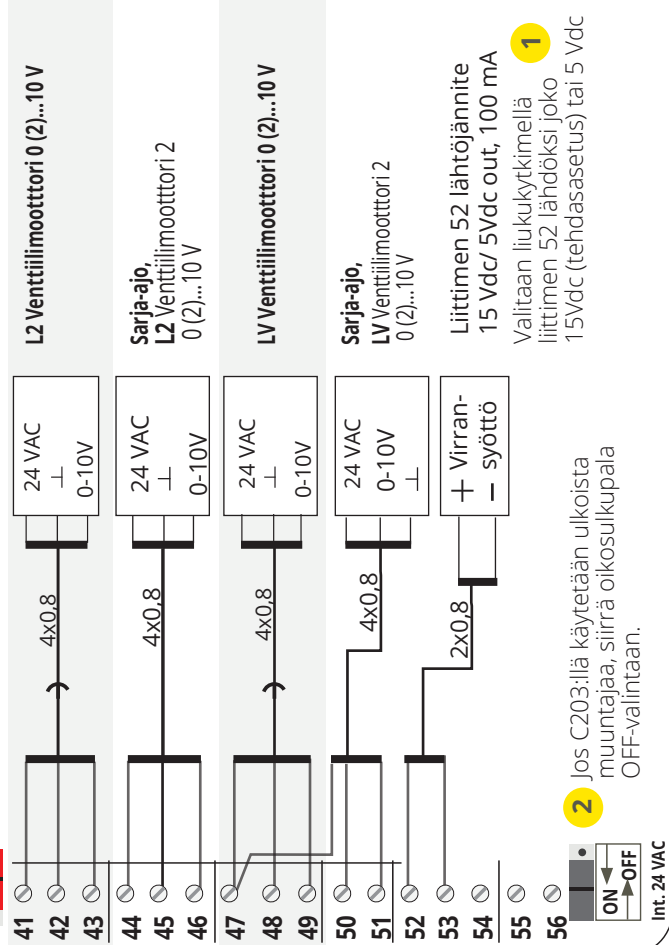 41
42
43
44
45
46
47
48
49
50
51
52
53
54
55
56
4x0,8
24 VAC
⊥
0-10V
L2 Venttiilimootttori 0 (2)...10 V
4x0,8
24 VAC
⊥
0-10V
Sarja-ajo,
L2 Venttiilimootttori 2
0 (2)... 10 V
4x0,8
24 VAC
⊥
0-10V
LV Venttiilimootttori 0 (2)...10 V
4x0,8
24 VAC
0-10V
⊥
Sarja-ajo,
LV Venttiilimootttori 2
0 (2)... 10 V
2x0,8
+ Virran-
– syöttö
Liittimen 52 lähtöjännite
15 Vdc/ 5Vdc out, 100 mA
1
Valitaan liukukytkimellä
liittimen 52 lähdöksi joko
15Vdc (tehdasasetus) tai 5 Vdc
2
Jos C203:llä käytetään ulkoista
muuntajaa, siirrä oikosulkupala
OFF-valintaan.
ON
OFF
Int. 24 VAC